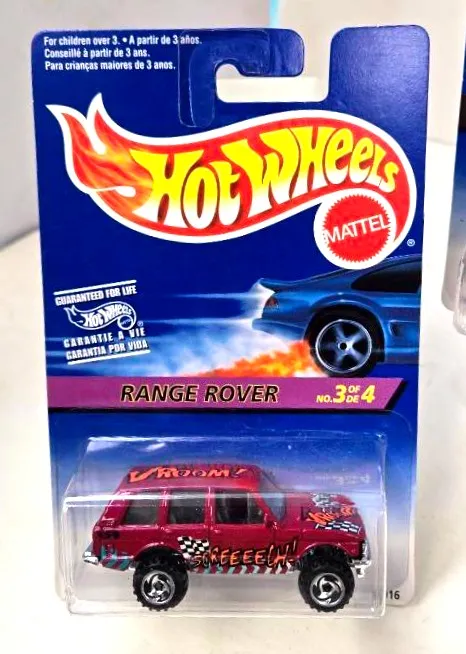 For children over 3. • A partir de 3 años.
Conseillé à partir de 3 ans.
Para crianças maiores de 3 anos.
HOT WHEELS
MATTEL
®
GUARANTEED FOR LIFE
Hot Wheels
GARANTIE A VIE
GARANTIA POR VIDA
RANGE ROVER
NO. 3 OF DE 4
VROOM!
SCREEEECH!
916